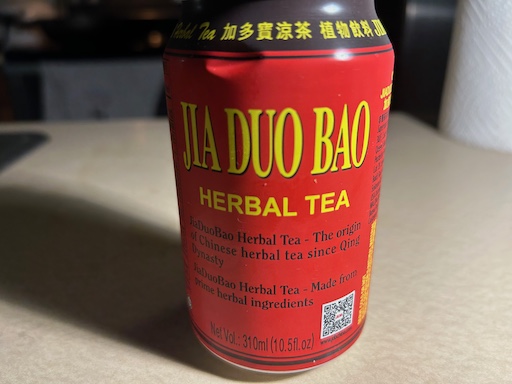 Herbal Tea 加多寶涼茶 植物飲料
JIA DUO BAO
HERBAL TEA
JiaDuoBao Herbal Tea - The origin
of Chinese herbal tea since Qing
Dynasty
JiaDuoBao Herbal Tea - Made from
prime herbal ingredients
Net Vol.: 310ml (10.5fl.oz)